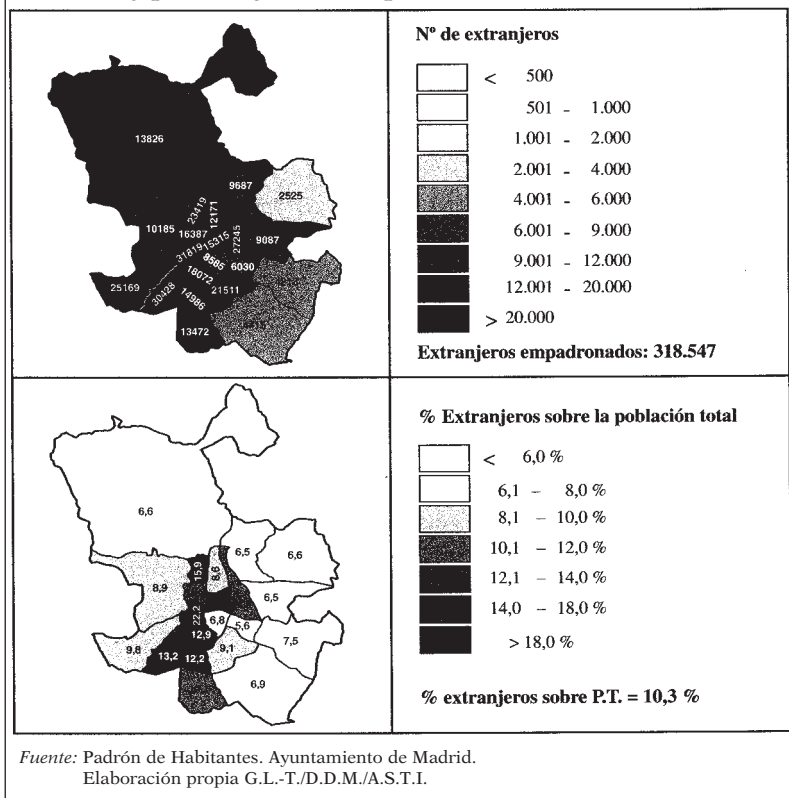 Nº de extranjeros
< 500
501 - 1.000
1.001 - 2.000
2.001 - 4.000
4.001 - 6.000
6.001 - 9.000
9.001 - 12.000
12.001 - 20.000
> 20.000
Extranjeros empadronados: 318.547
13826
9687
2525
23419
12171
10185
16387
15315
27245
9087
31819
8585
6030
18072
25169
30428
14986
21511
13472
% Extranjeros sobre la población total
< 6,0 %
6,1 – 8,0 %
8,1 – 10,0 %
10,1 – 12,0 %
12,1 – 14,0 %
14,0 – 18,0 %
> 18,0 %
% extranjeros sobre P.T. = 10,3 %
6,6
6,5
6,6
15,9
8,6
8,9
6,5
22,2
6,8
5,6
12,9
7,5
9,8
13,2
12,2
9,1
6,9
Fuente: Padrón de Habitantes. Ayuntamiento de Madrid.
Elaboración propia G.L.-T./D.D.M./A.S.T.I.